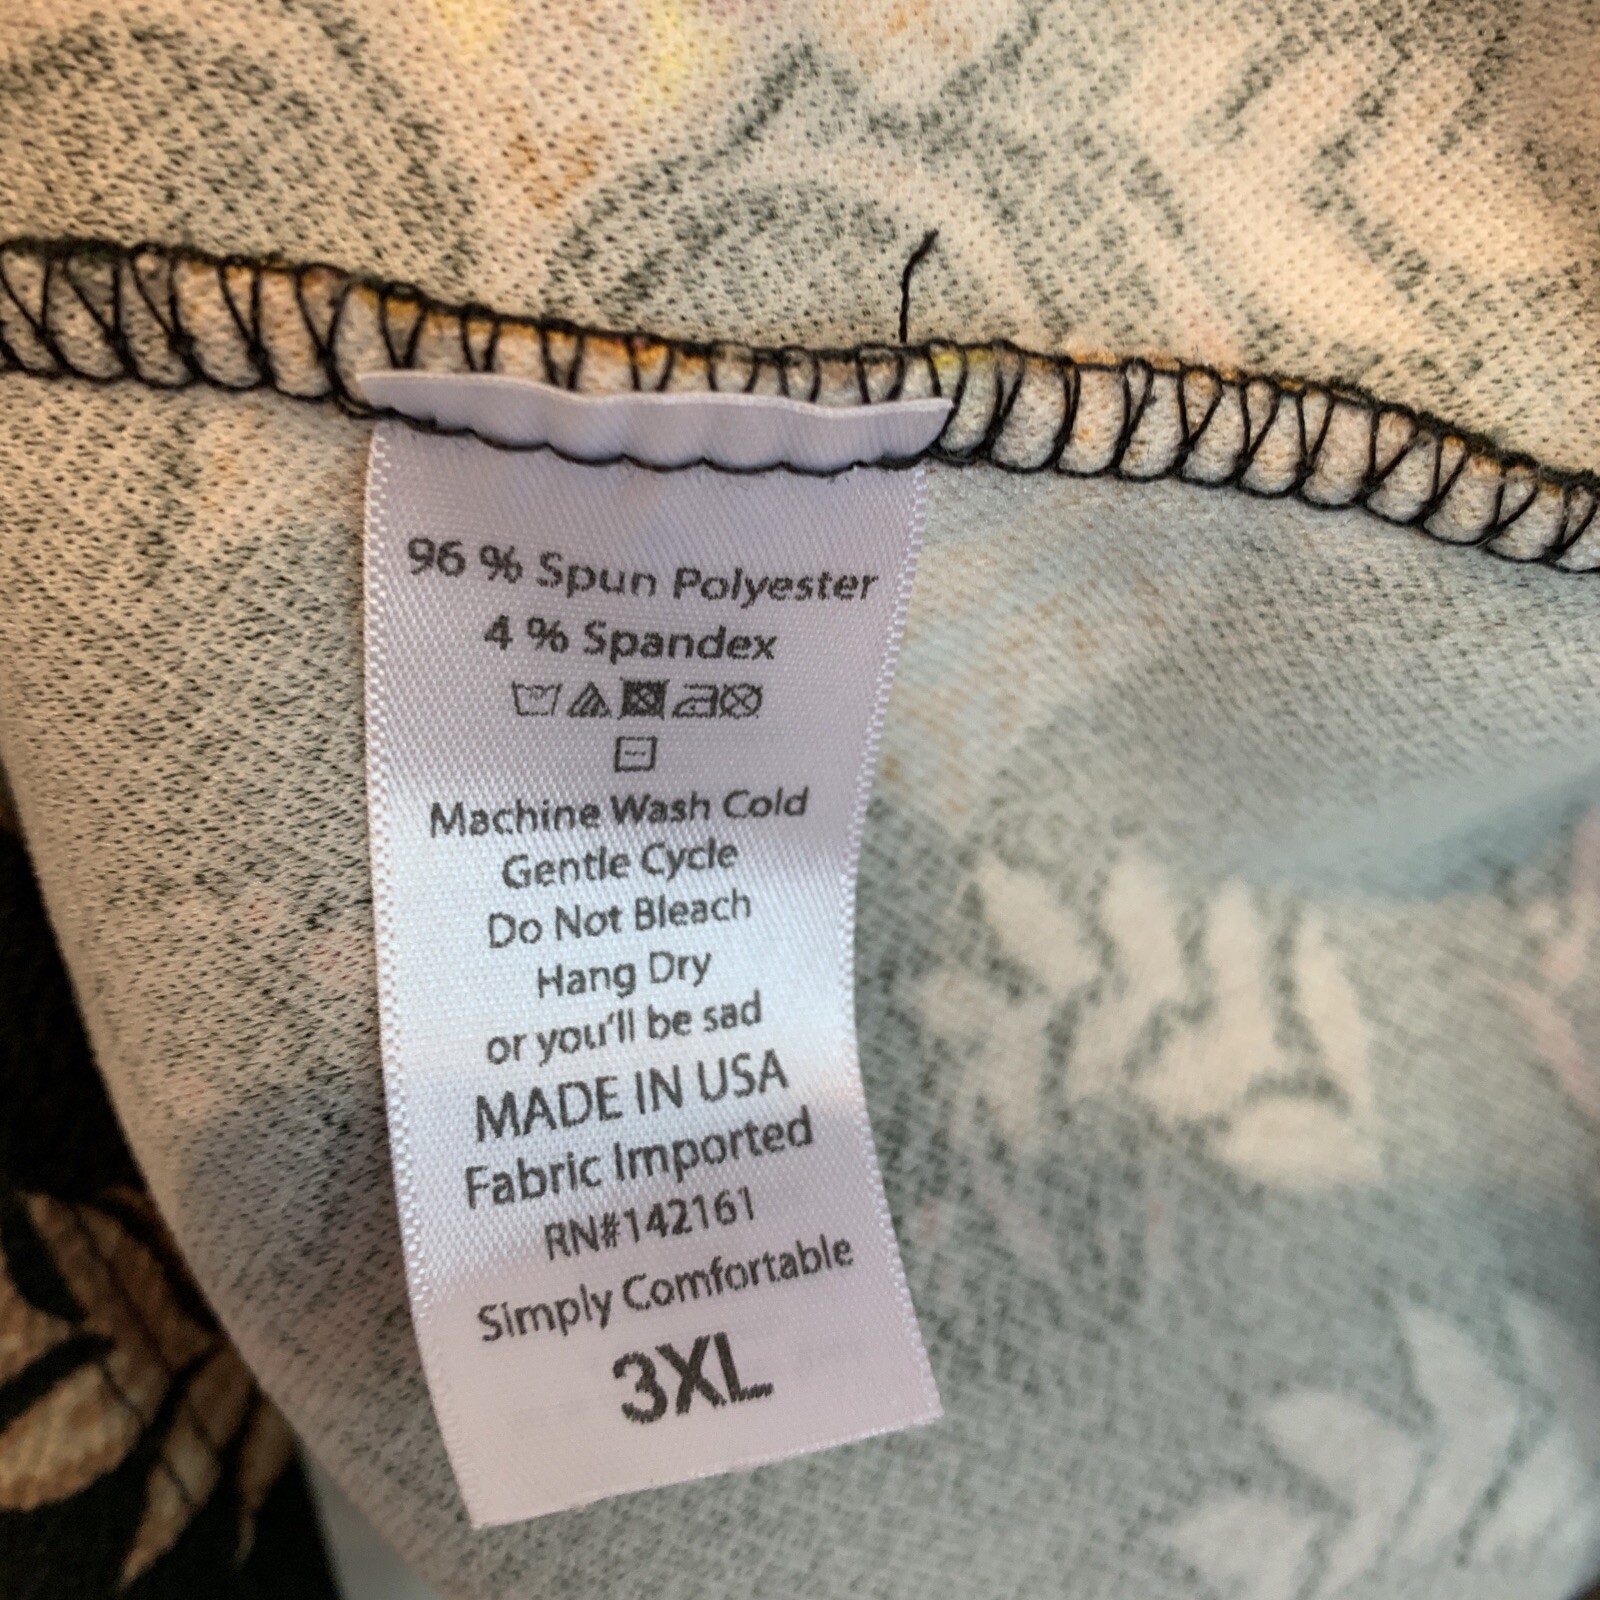 96 % Spun Polyester
4 % Spandex
Machine Wash Cold
Gentle Cycle
Do Not Bleach
Hang Dry
or you'll be sad
MADE IN USA
Fabric Imported
RN#142161
Simply Comfortable
3XL